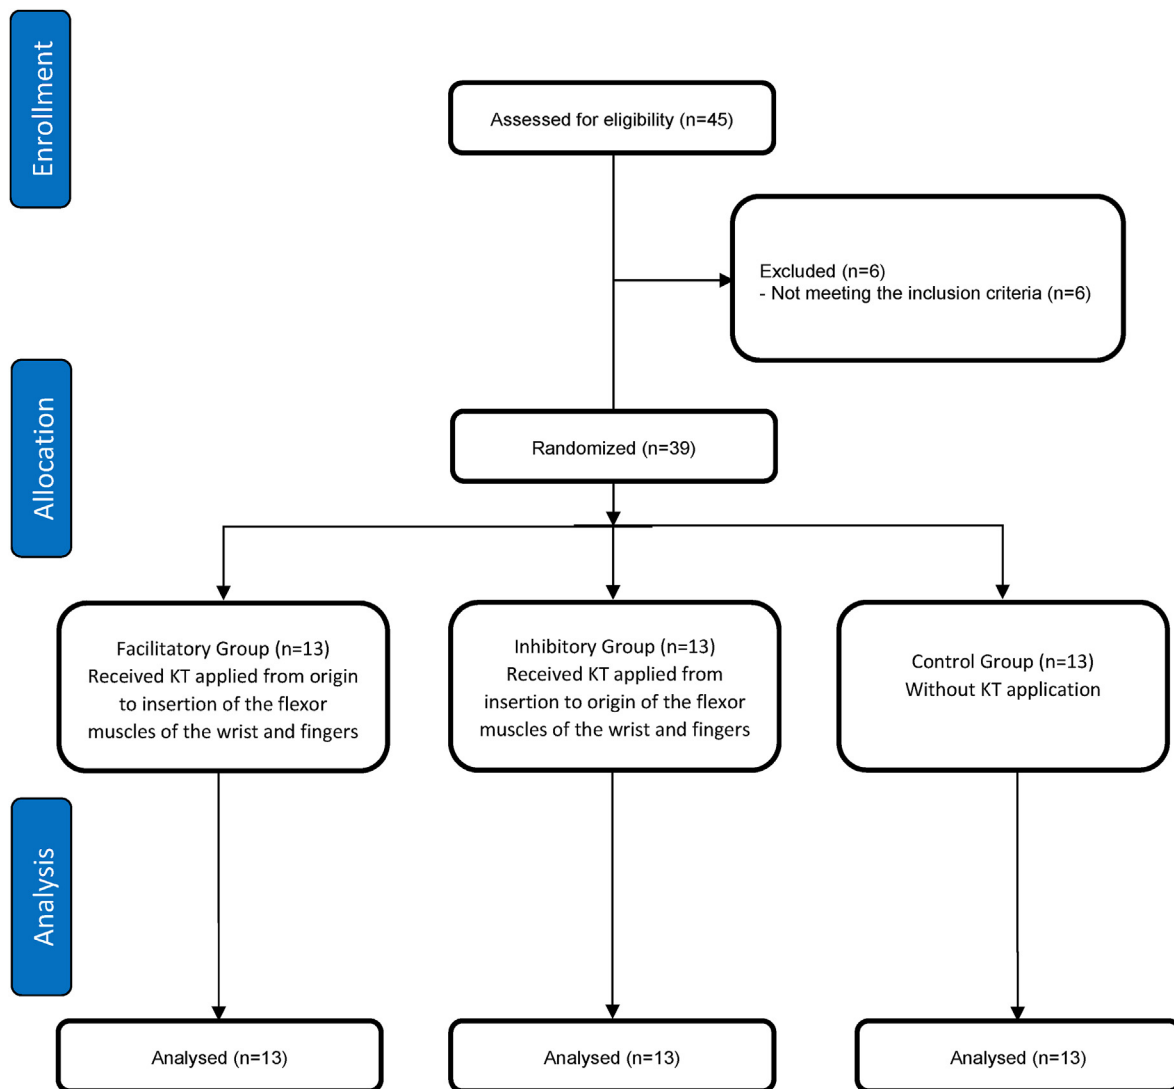 Enrollment
Assessed for eligibility (n=45)
Excluded (n=6)
- Not meeting the inclusion criteria (n=6)
Allocation
Randomized (n=39)
Facilitatory Group (n=13)
Received KT applied from origin
to insertion of the flexor
muscles of the wrist and fingers
Inhibitory Group (n=13)
Received KT applied from
insertion to origin of the flexor
muscles of the wrist and fingers
Control Group (n=13)
Without KT application
Analysis
Analysed (n=13)
Analysed (n=13)
Analysed (n=13)